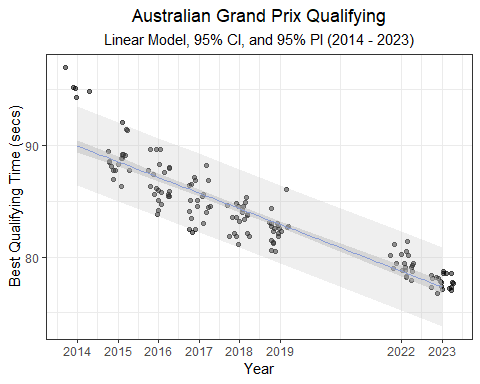 Australian Grand Prix Qualifying
Linear Model, 95% CI, and 95% PI (2014 - 2023)
Best Qualifying Time (secs)
90
80
2014 2015 2016 2017 2018 2019 2022 2023
Year